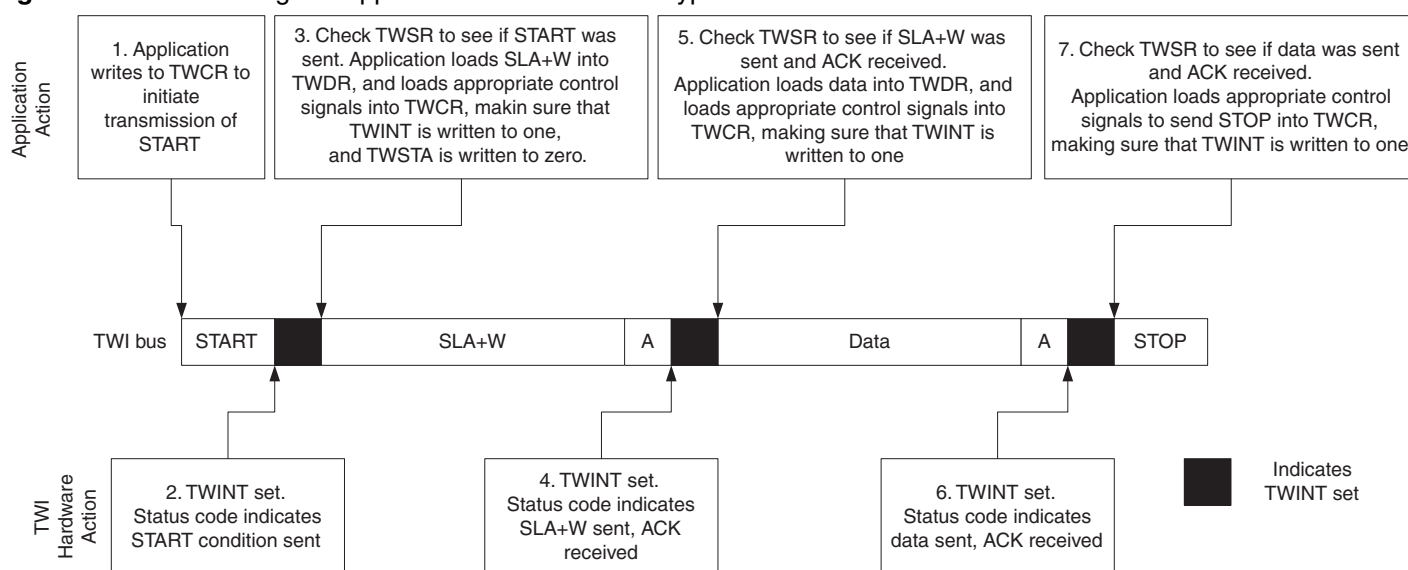 Application
Action
1. Application
writes to TWCR to
initiate
transmission of
START
3. Check TWSR to see if START was
sent. Application loads SLA+W into
TWDR, and loads appropriate control
signals into TWCR, makin sure that
TWINT is written to one,
and TWSTA is written to zero.
5. Check TWSR to see if SLA+W was
sent and ACK received.
Application loads data into TWDR, and
loads appropriate control signals into
TWCR, making sure that TWINT is
written to one
7. Check TWSR to see if data was sent
and ACK received.
Application loads appropriate control
signals to send STOP into TWCR,
making sure that TWINT is written to one
TWI bus
START
SLA+W
A
Data
A
STOP
TWI
Hardware
Action
2. TWINT set.
Status code indicates
START condition sent
4. TWINT set.
Status code indicates
SLA+W sent, ACK
received
6. TWINT set.
Status code indicates
data sent, ACK received
Indicates
TWINT set